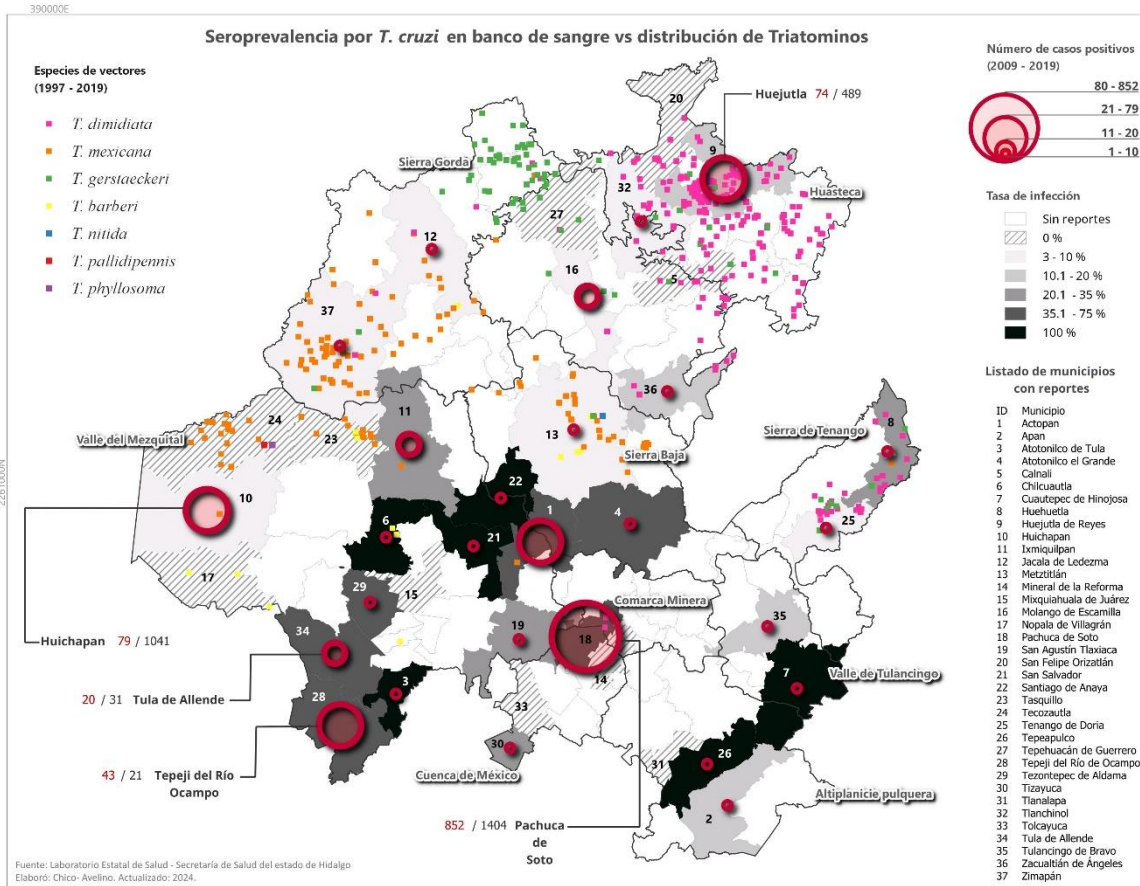 390000E
Seroprevalencia por T. cruzi en banco de sangre vs distribución de Triatominos
Especies de vectores
(1997 - 2019)
T. dimidiata
T. mexicana
T. gerstaeckeri
T. barberi
T. nitida
T. pallidipennis
T. phyllosoma
Número de casos positivos
(2009 - 2019)
80 - 852
21 - 79
11 - 20
1 - 10
Tasa de infección
Sin reportes
0 %
3 - 10 %
10.1 - 20 %
20.1 - 35 %
35.1 - 75 %
100 %
Listado de municipios
con reportes
ID Municipio
1 Actopan
2 Apan
3 Atotonilco de Tula
4 Atotonilco el Grande
5 Calnali
6 Chilcuautla
7 Cuautepec de Hinojosa
8 Huehuetla
9 Huejutla de Reyes
10 Huichapan
11 Ixmiquilpan
12 Jacala de Ledezma
13 Metztitlán
14 Mineral de la Reforma
15 Mixquiahuala de Juárez
16 Molango de Escamilla
17 Nopala de Villagrán
18 Pachuca de Soto
19 San Agustín Tlaxiaca
20 San Felipe Orizatlán
21 San Salvador
22 Santiago de Anaya
23 Tasquillo
24 Tecozautla
25 Tenango de Doria
26 Tepeapulco
27 Tepehuacán de Guerrero
28 Tepeji del Río de Ocampo
29 Tezontepec de Aldama
30 Tizayuca
31 Tlanalapa
32 Tlanchinol
33 Tolcayuca
34 Tula de Allende
35 Tulancingo de Bravo
36 Zacualtián de Ángeles
37 Zimapán
20
Huejutla 74 / 489
9
Sierra Gorda
32
Huasteca
27
12
5
16
37
36
24
11
23
Valle del Mezquital
13
Sierra Baja
Sierra de Tenango
8
22
10
1
4
25
6
21
17
29
15
Comarca Minera
35
34
19
18
7
Valle de Tulancingo
Huichapan
79 / 1041
14
3
20 / 31 Tula de Allende
28
33
30
Cuenca de México
31
26
43 / 21 Tepeji del Río
Ocampo
2
Altiplanicie pulquera
852 / 1404 Pachuca
de
Soto
2261000N
Fuente: Laboratorio Estatal de Salud - Secretaría de Salud del estado de Hidalgo
Elaboró: Chico- Avelino. Actualizado: 2024.